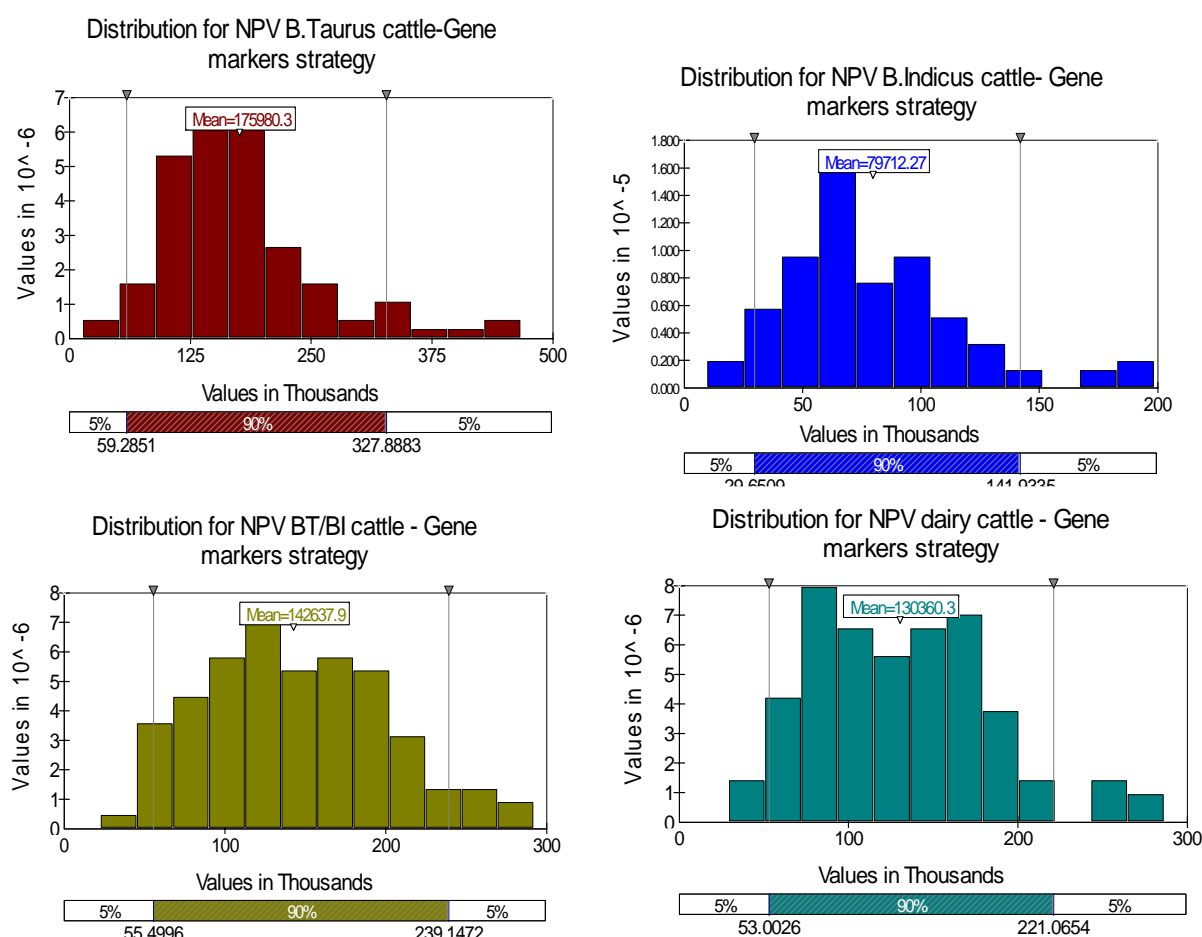 Distribution for NPV B.Taurus cattle-Gene
markers strategy
7
6
5
4
3
2
1
0
Values in 10^ -6
Mean=175980.3
0 125 250 375 500
Values in Thousands
5% 90% 5%
59.2851 327.8883
Distribution for NPV B.Indicus cattle- Gene
markers strategy
1.800
1.600
1.400
1.200
1.000
0.800
0.600
0.400
0.200
0.000
Values in 10^ -5
Mean=79712.27
0 50 100 150 200
Values in Thousands
5% 90% 5%
29.6509 141.9335
Distribution for NPV BT/BI cattle - Gene
markers strategy
8
7
6
5
4
3
2
1
0
Values in 10^ -6
Mean=142637.9
0 100 200 300
Values in Thousands
5% 90% 5%
55.4996 239.1472
Distribution for NPV dairy cattle - Gene
markers strategy
8
7
6
5
4
3
2
1
0
Values in 10^ -6
Mean=130360.3
0 100 200 300
Values in Thousands
5% 90% 5%
53.0026 221.0654